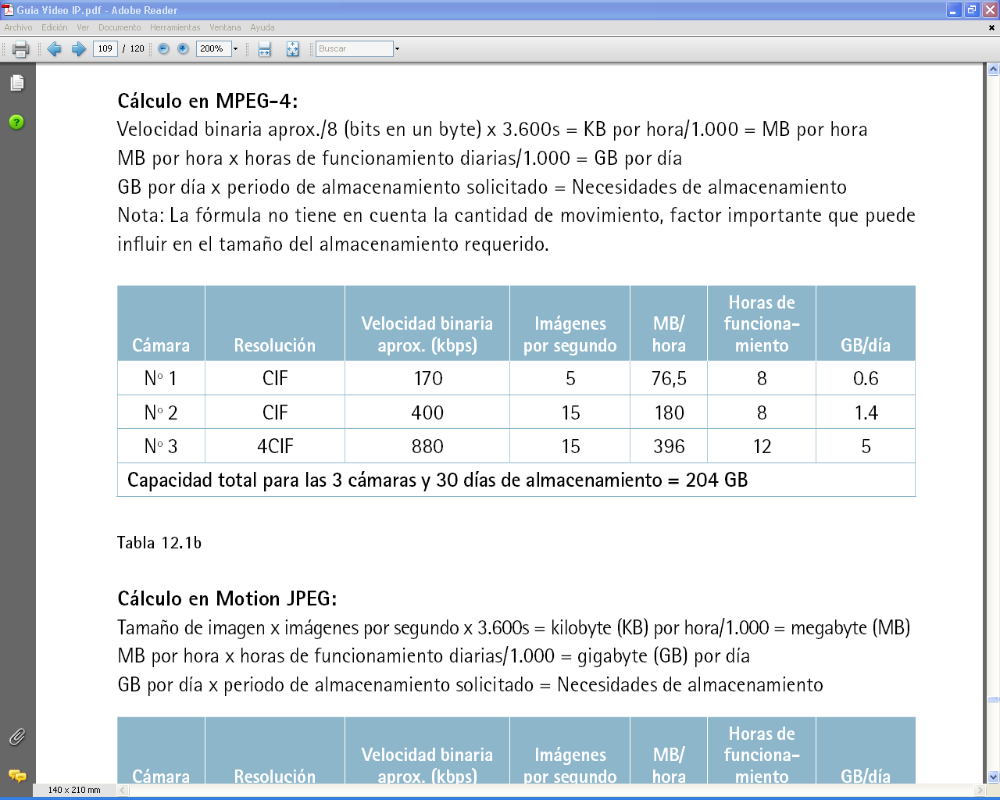 Guia Video IP.pdf - Adobe Reader
Archivo Edición Ver Documento Herramientas Ventana Ayuda
109 / 120 200% Buscar
Cálculo en MPEG-4:
Velocidad binaria aprox./8 (bits en un byte) x 3.600s = KB por hora/1.000 = MB por hora
MB por hora x horas de funcionamiento diarias/1.000 = GB por día
GB por día x periodo de almacenamiento solicitado = Necesidades de almacenamiento
Nota: La fórmula no tiene en cuenta la cantidad de movimiento, factor importante que puede
influir en el tamaño del almacenamiento requerido.
Cámara Resolución Velocidad binaria aprox. (kbps) Imágenes por segundo MB/ hora Horas de funciona- miento GB/día
Nº 1 CIF 170 5 76,5 8 0.6
Nº 2 CIF 400 15 180 8 1.4
Nº 3 4CIF 880 15 396 12 5
Capacidad total para las 3 cámaras y 30 días de almacenamiento = 204 GB
Tabla 12.1b
Cálculo en Motion JPEG:
Tamaño de imagen x imágenes por segundo x 3.600s = kilobyte (KB) por hora/1.000 = megabyte (MB)
MB por hora x horas de funcionamiento diarias/1.000 = gigabyte (GB) por día
GB por día x periodo de almacenamiento solicitado = Necesidades de almacenamiento
Cámara Resolución Velocidad binaria aprox. (kbps) Imágenes por segundo MB/ hora Horas de funciona- miento GB/día
140 x 210 mm